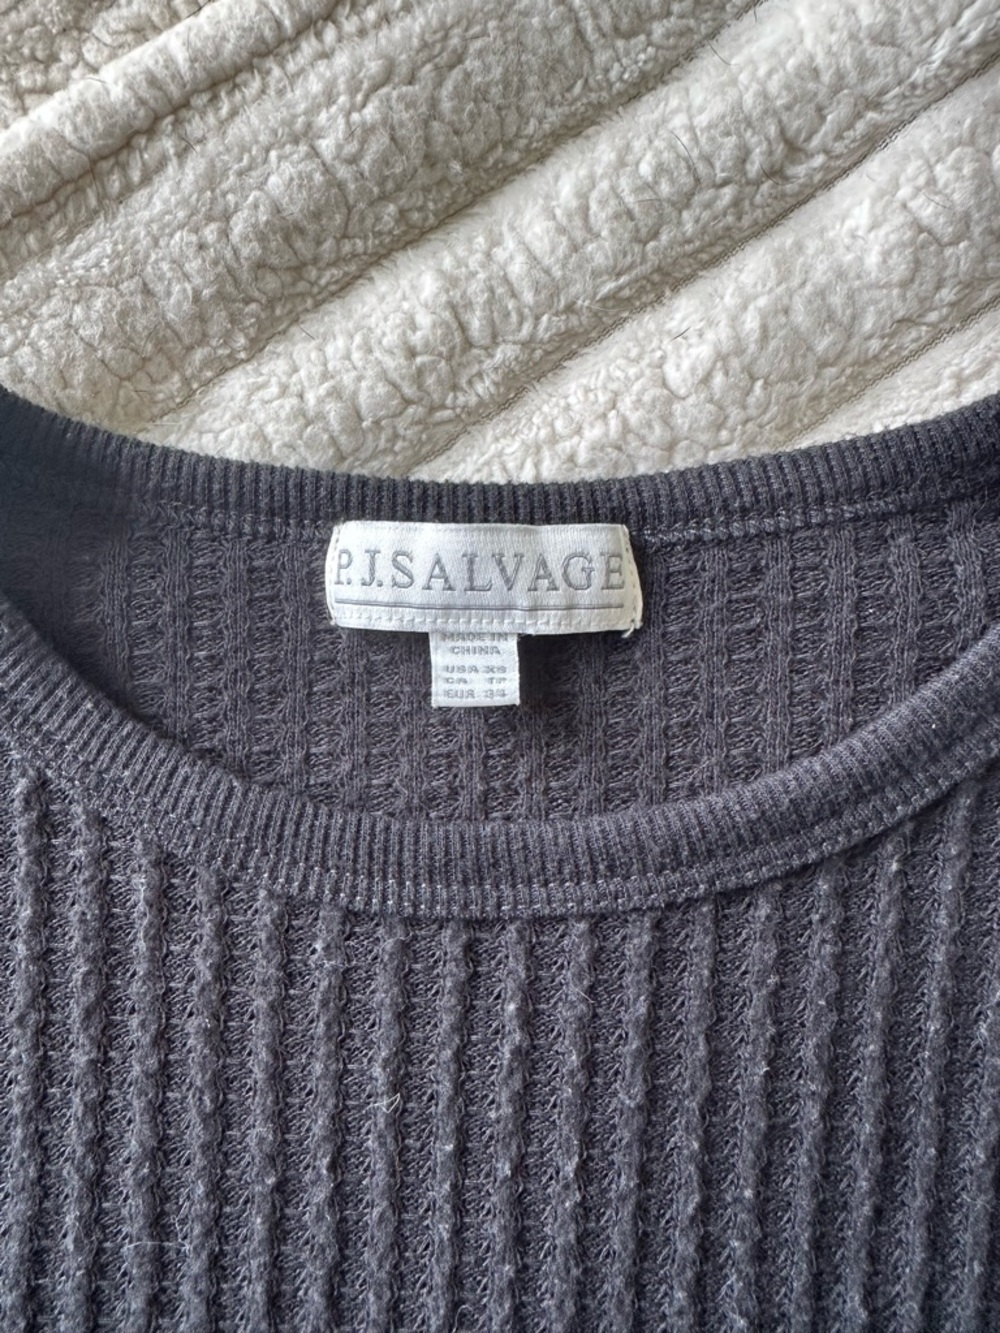 P.J.SALVAGE
MADE IN
CHINA
USA XS
CA TP
EUR 34